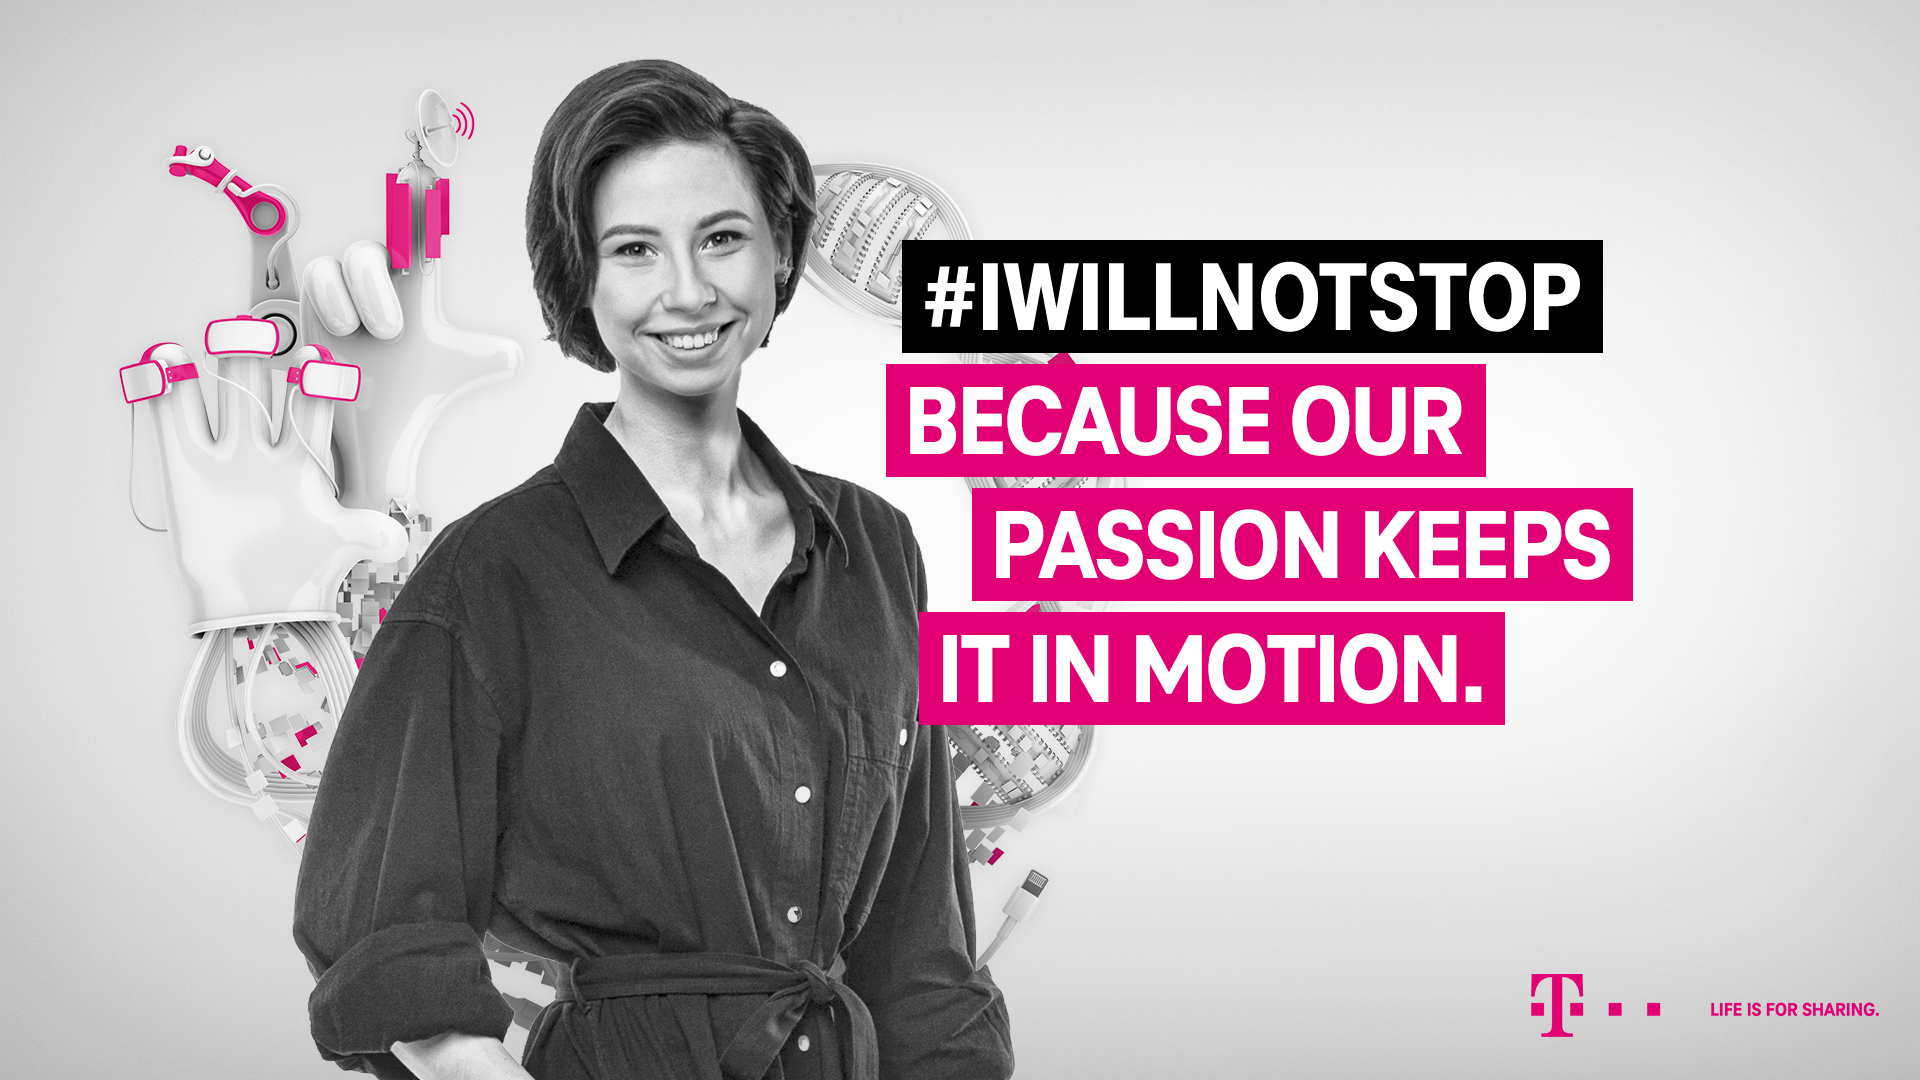 #IWILLNOTSTOP
BECAUSE OUR
PASSION KEEPS
IT IN MOTION.
T
LIFE IS FOR SHARING.